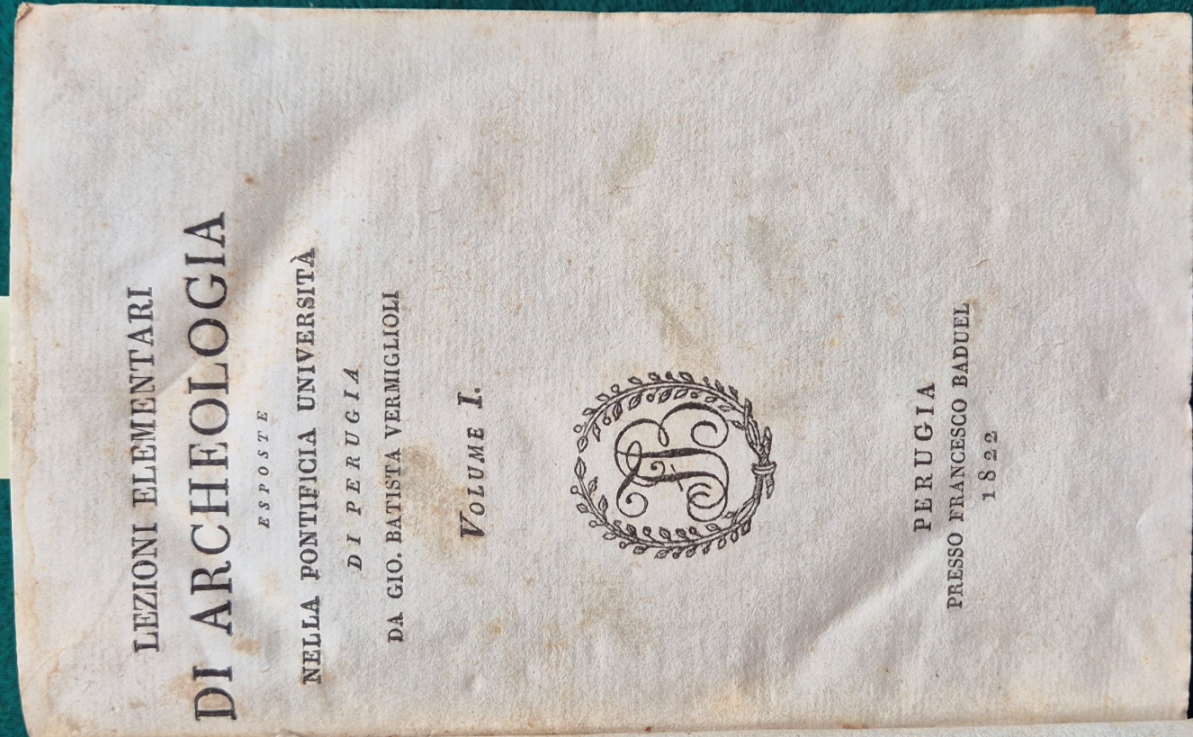 LEZIONI ELEMENTARI
DI ARCHEOLOGIA
ESPOSTE
NELLA PONTIFICIA UNIVERSITÀ
DI PERUGIA
DA GIO. BATISTA VERMIGLIOLI
VOLUME I.
PERUGIA
PRESSO FRANCESCO BADUEL
1822